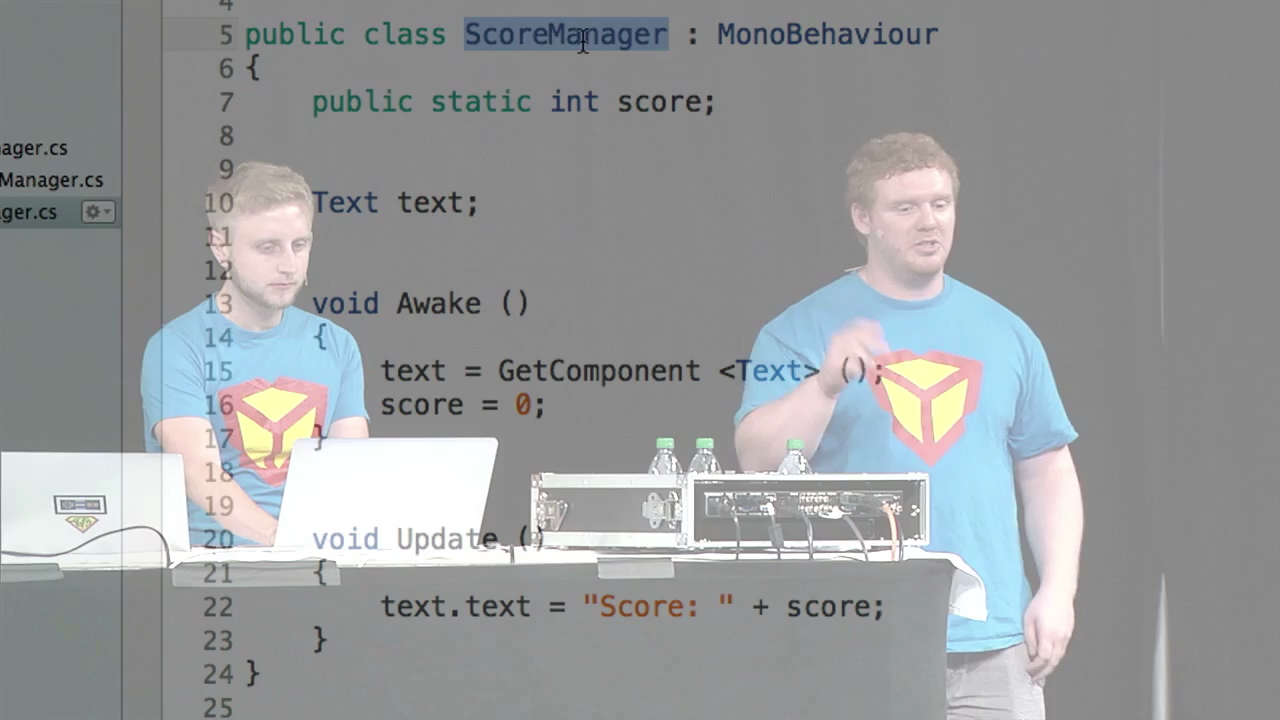 4
5 public class ScoreManager : MonoBehaviour
6 {
7 public static int score;
8
9
10 Text text;
11
12
13 void Awake ()
14 {
15 text = GetComponent <Text> ();
16 score = 0;
17 }
18
19
20 void Update ()
21 {
22 text.text = "Score: " + score;
23 }
24 }
25
ager.cs
Manager.cs
ger.cs